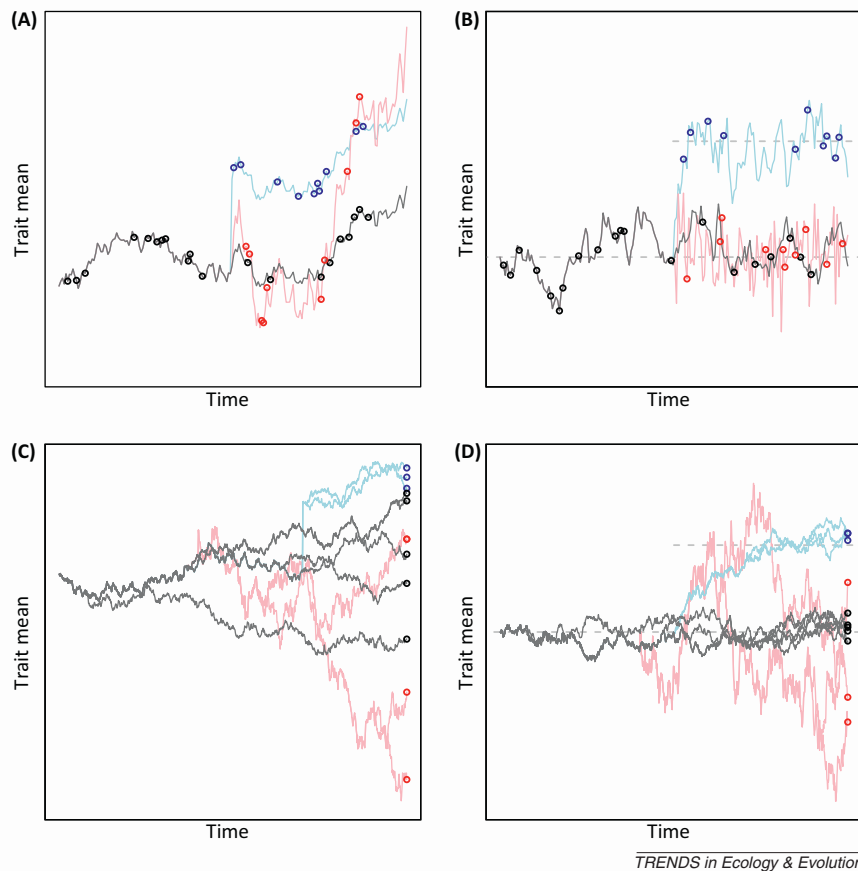 (A)
(B)
Trait mean
Trait mean
Time
Time
(C)
(D)
Trait mean
Trait mean
Time
Time
TRENDS in Ecology & Evolution